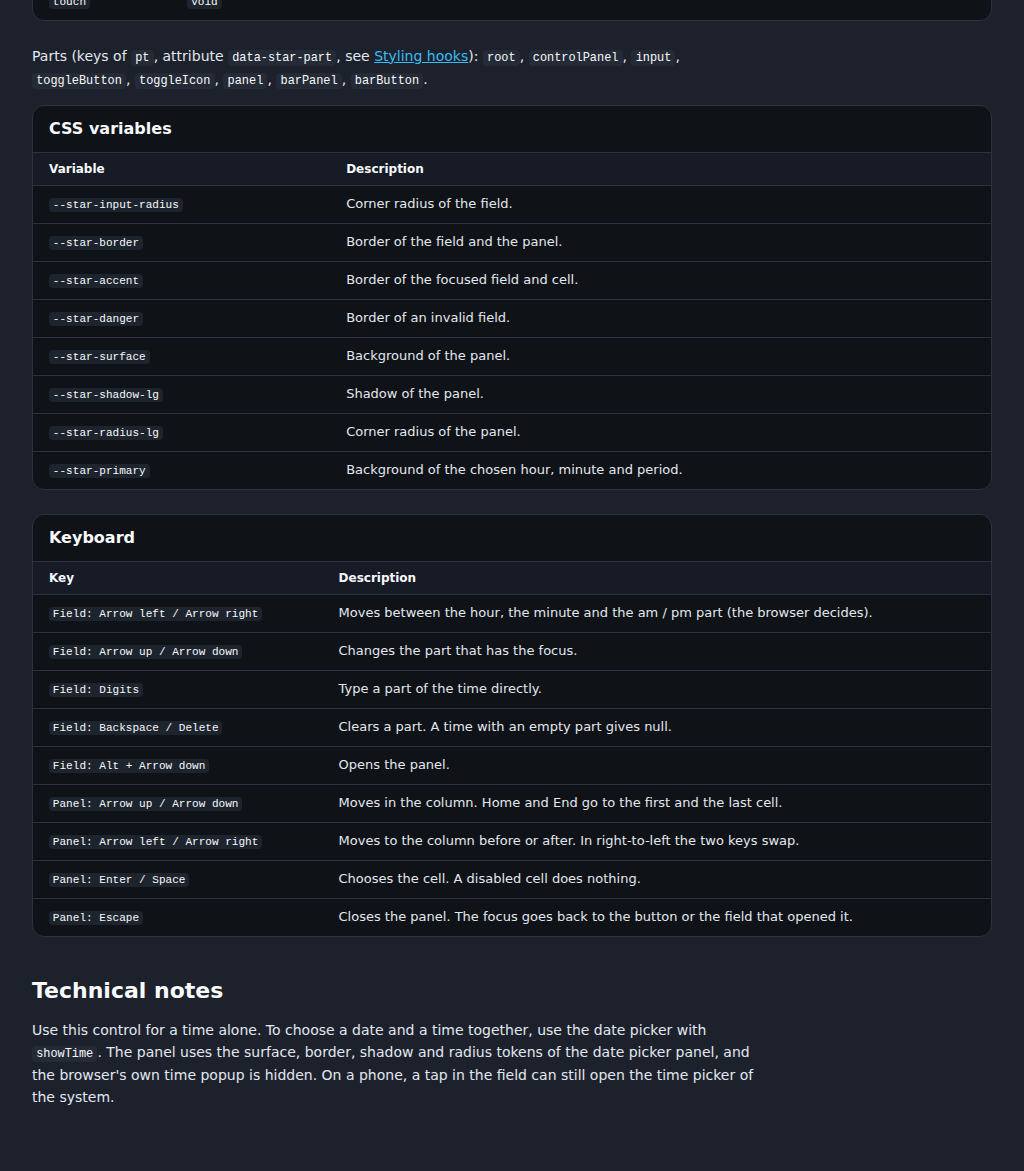 touch void
Parts (keys of pt, attribute data-star-part, see Styling hooks): root, controlPanel, input,
toggleButton, toggleIcon, panel, barPanel, barButton.
CSS variables
Variable Description
--star-input-radius Corner radius of the field.
--star-border Border of the field and the panel.
--star-accent Border of the focused field and cell.
--star-danger Border of an invalid field.
--star-surface Background of the panel.
--star-shadow-lg Shadow of the panel.
--star-radius-lg Corner radius of the panel.
--star-primary Background of the chosen hour, minute and period.
Keyboard
Key Description
Field: Arrow left / Arrow right Moves between the hour, the minute and the am / pm part (the browser decides).
Field: Arrow up / Arrow down Changes the part that has the focus.
Field: Digits Type a part of the time directly.
Field: Backspace / Delete Clears a part. A time with an empty part gives null.
Field: Alt + Arrow down Opens the panel.
Panel: Arrow up / Arrow down Moves in the column. Home and End go to the first and the last cell.
Panel: Arrow left / Arrow right Moves to the column before or after. In right-to-left the two keys swap.
Panel: Enter / Space Chooses the cell. A disabled cell does nothing.
Panel: Escape Closes the panel. The focus goes back to the button or the field that opened it.
Technical notes
Use this control for a time alone. To choose a date and a time together, use the date picker with
showTime. The panel uses the surface, border, shadow and radius tokens of the date picker panel, and
the browser's own time popup is hidden. On a phone, a tap in the field can still open the time picker of
the system.